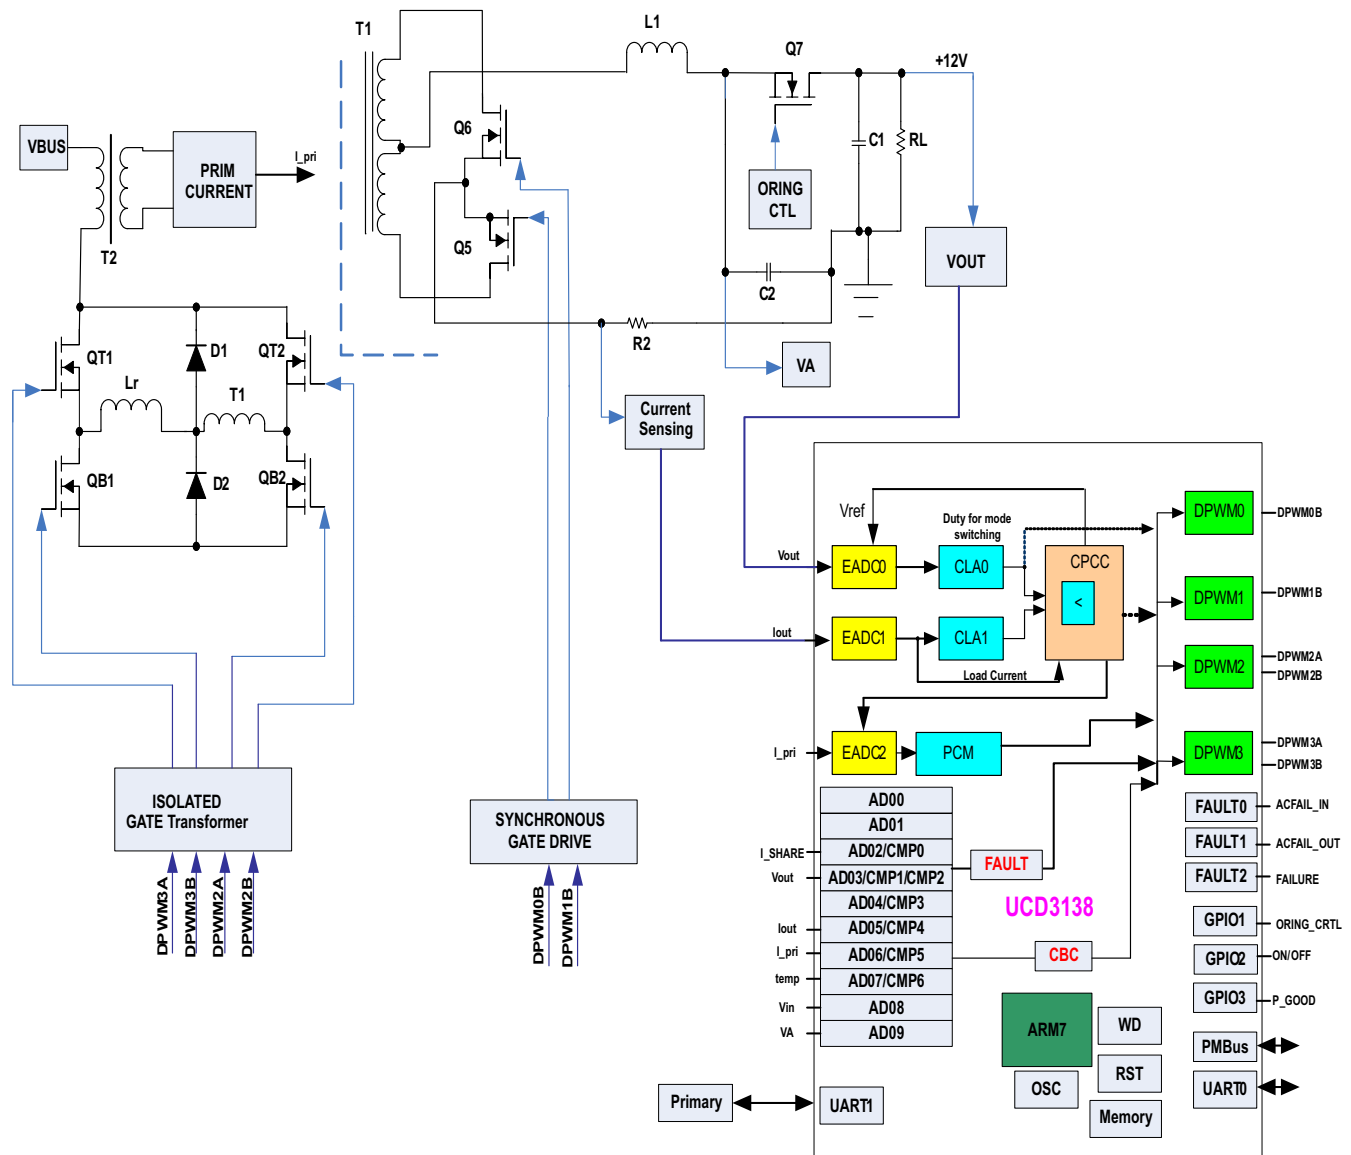 T1
L1
Q7
+12V
VBUS
PRIM
CURRENT
I_pri
T2
Q6
Q5
C1
RL
ORING
CTL
VOUT
C2
R2
VA
QT1
D1
QT2
Lr
T1
QB1
D2
QB2
Current
Sensing
Vref
Duty for mode
switching
CPCC
DPWM0
DPWM0B
Vout
EADC0
CLA0
<
DPWM1
DPWM1B
Iout
EADC1
CLA1
Load Current
DPWM2
DPWM2A
DPWM2B
I_pri
EADC2
PCM
DPWM3
DPWM3A
DPWM3B
ISOLATED
GATE Transformer
SYNCHRONOUS
GATE DRIVE
DPWM3A
DPWM3B
DPWM2A
DPWM2B
DPWM0B
DPWM1B
AD00
AD01
I_SHARE
AD02/CMP0
Vout
AD03/CMP1/CMP2
AD04/CMP3
Iout
AD05/CMP4
I_pri
AD06/CMP5
temp
AD07/CMP6
Vin
AD08
VA
AD09
FAULT
UCD3138
CBC
FAULT0
ACFAIL_IN
FAULT1
ACFAIL_OUT
FAULT2
FAILURE
GPIO1
ORING_CRTL
GPIO2
ON/OFF
GPIO3
P_GOOD
ARM7
WD
PMBus
OSC
RST
UART0
Memory
Primary
UART1